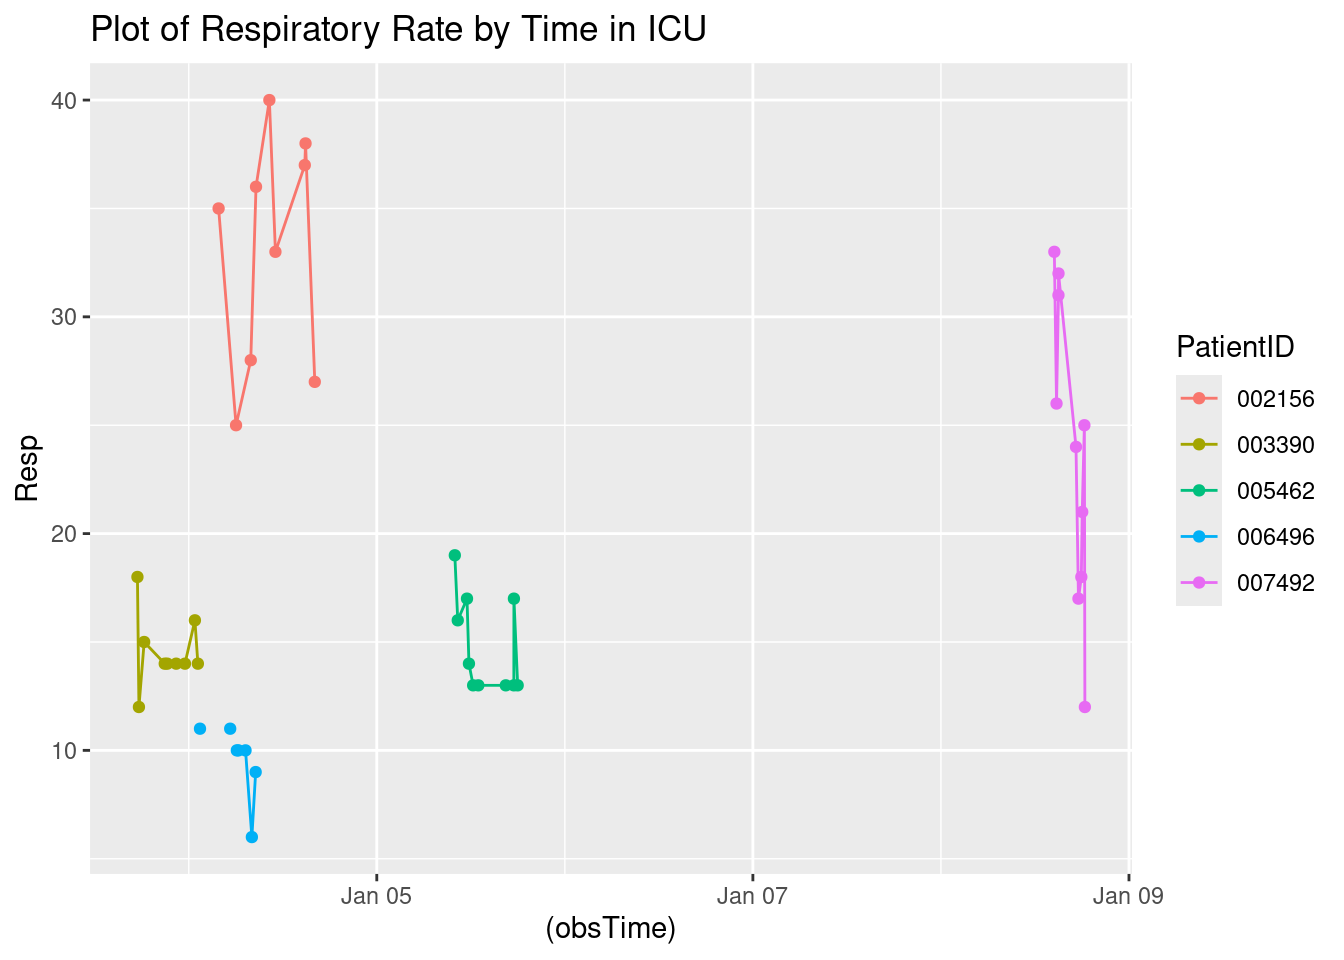 Plot of Respiratory Rate by Time in ICU
40
30
20
10
Resp
Jan 05
Jan 07
Jan 09
(obsTime)
PatientID
002156
003390
005462
006496
007492